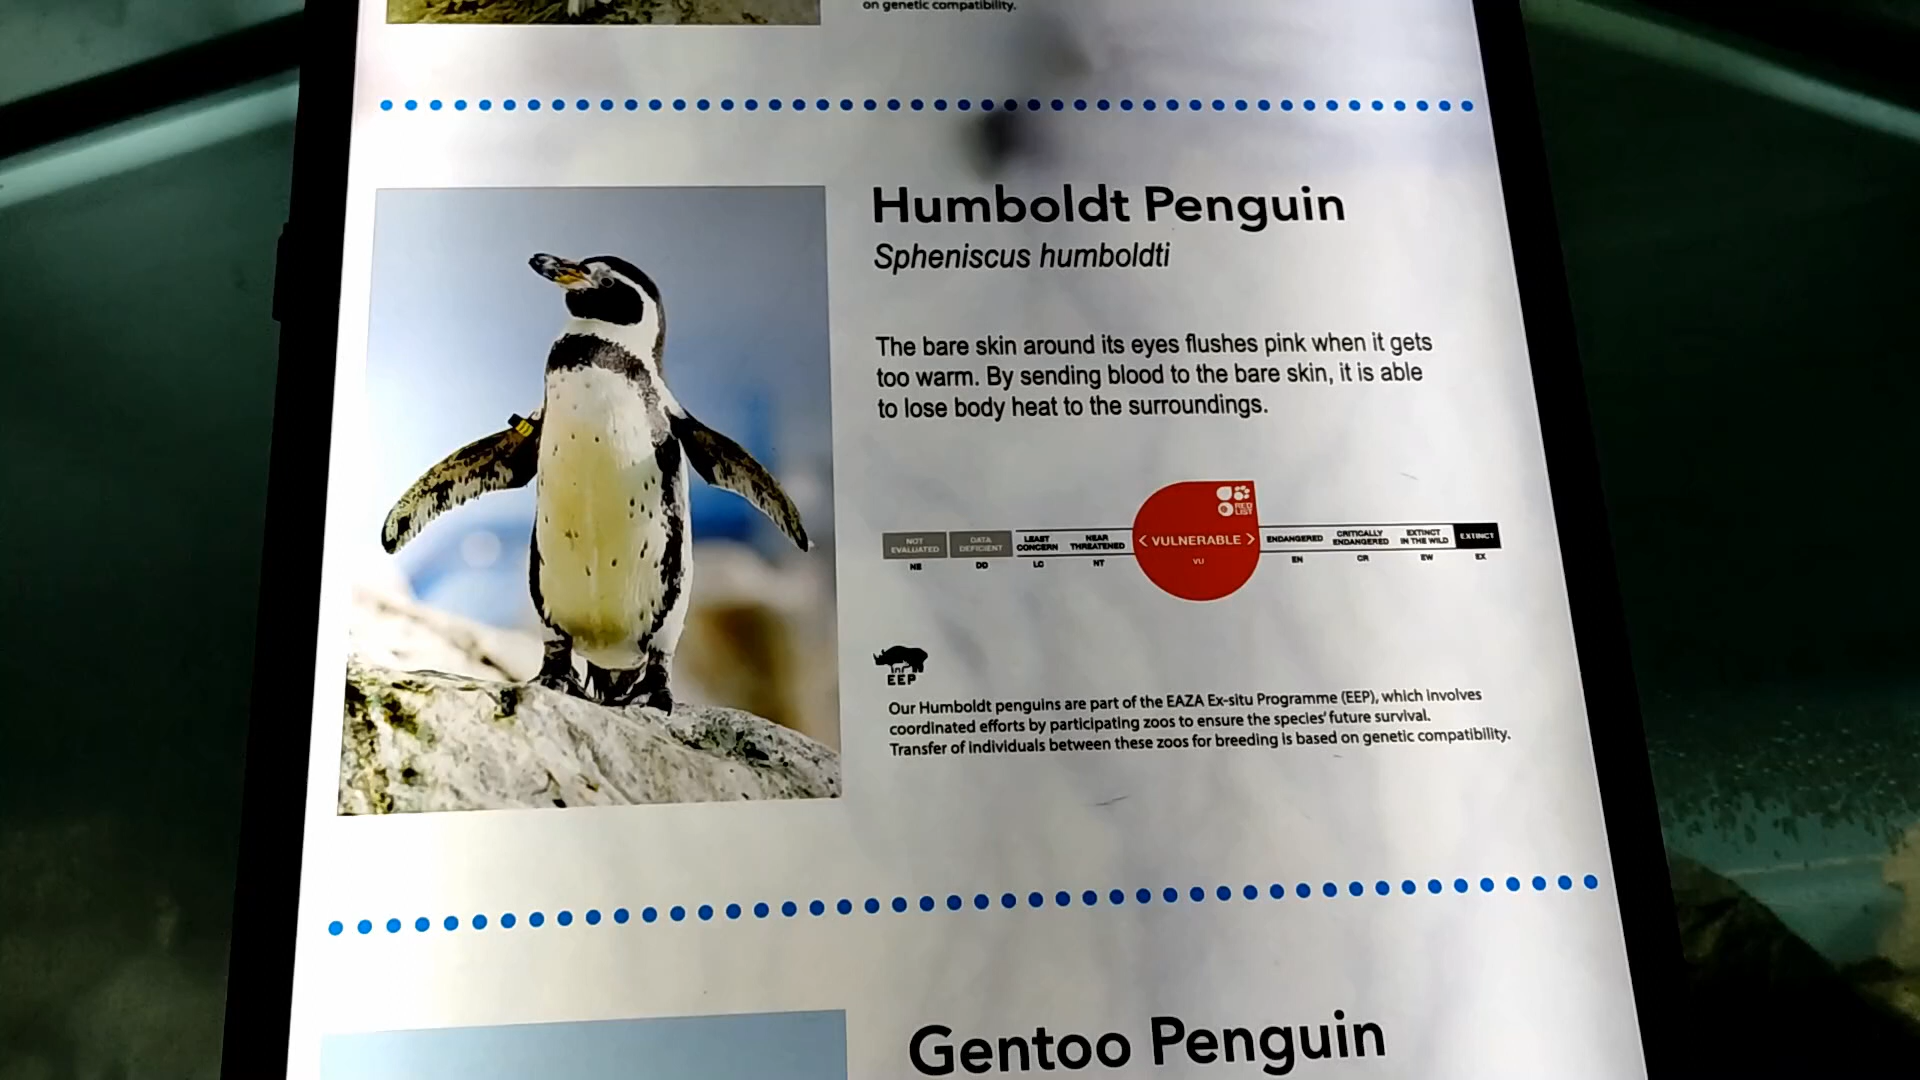 on genetic compatibility.
Humboldt Penguin
Spheniscus humboldti
The bare skin around its eyes flushes pink when it gets
too warm. By sending blood to the bare skin, it is able
to lose body heat to the surroundings.
RED
LIST
NOT
EVALUATED
NE
DATA
DEFICIENT
DD
LEAST
CONCERN
LC
NEAR
THREATENED
NT
< VULNERABLE >
VU
ENDANGERED
EN
CRITICALLY
ENDANGERED
CR
EXTINCT
IN THE WILD
EW
EXTINCT
EX
EEP
Our Humboldt penguins are part of the EAZA Ex-situ Programme (EEP), which involves
coordinated efforts by participating zoos to ensure the species' future survival.
Transfer of individuals between these zoos for breeding is based on genetic compatibility.
Gentoo Penguin